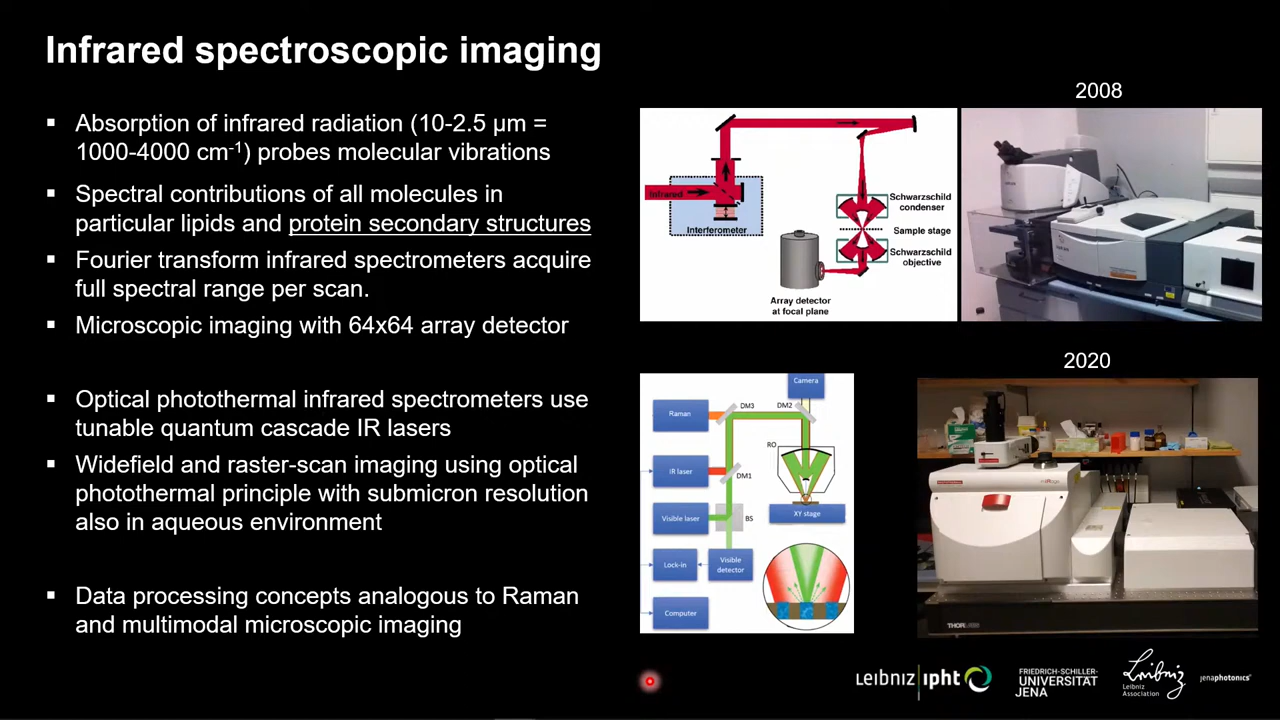 Infrared spectroscopic imaging
▪ Absorption of infrared radiation (10-2.5 µm =
1000-4000 cm-1) probes molecular vibrations
▪ Spectral contributions of all molecules in
particular lipids and protein secondary structures
▪ Fourier transform infrared spectrometers acquire
full spectral range per scan.
▪ Microscopic imaging with 64x64 array detector
▪ Optical photothermal infrared spectrometers use
tunable quantum cascade IR lasers
▪ Widefield and raster-scan imaging using optical
photothermal principle with submicron resolution
also in aqueous environment
▪ Data processing concepts analogous to Raman
and multimodal microscopic imaging
2008
Infrared
Interferometer
Schwarzschild
condenser
Sample stage
Schwarzschild
objective
Array detector
at focal plane
2020
Camera
Raman
DM3
DM2
RO
IR laser
DM1
Visible laser
BS
XY stage
Lock-in
Visible
detector
Computer
mIRage
THORLABS
Leibniz ipht
FRIEDRICH-SCHILLER-
UNIVERSITÄT
JENA
Leibniz
Leibniz
Association
jenaphotonics